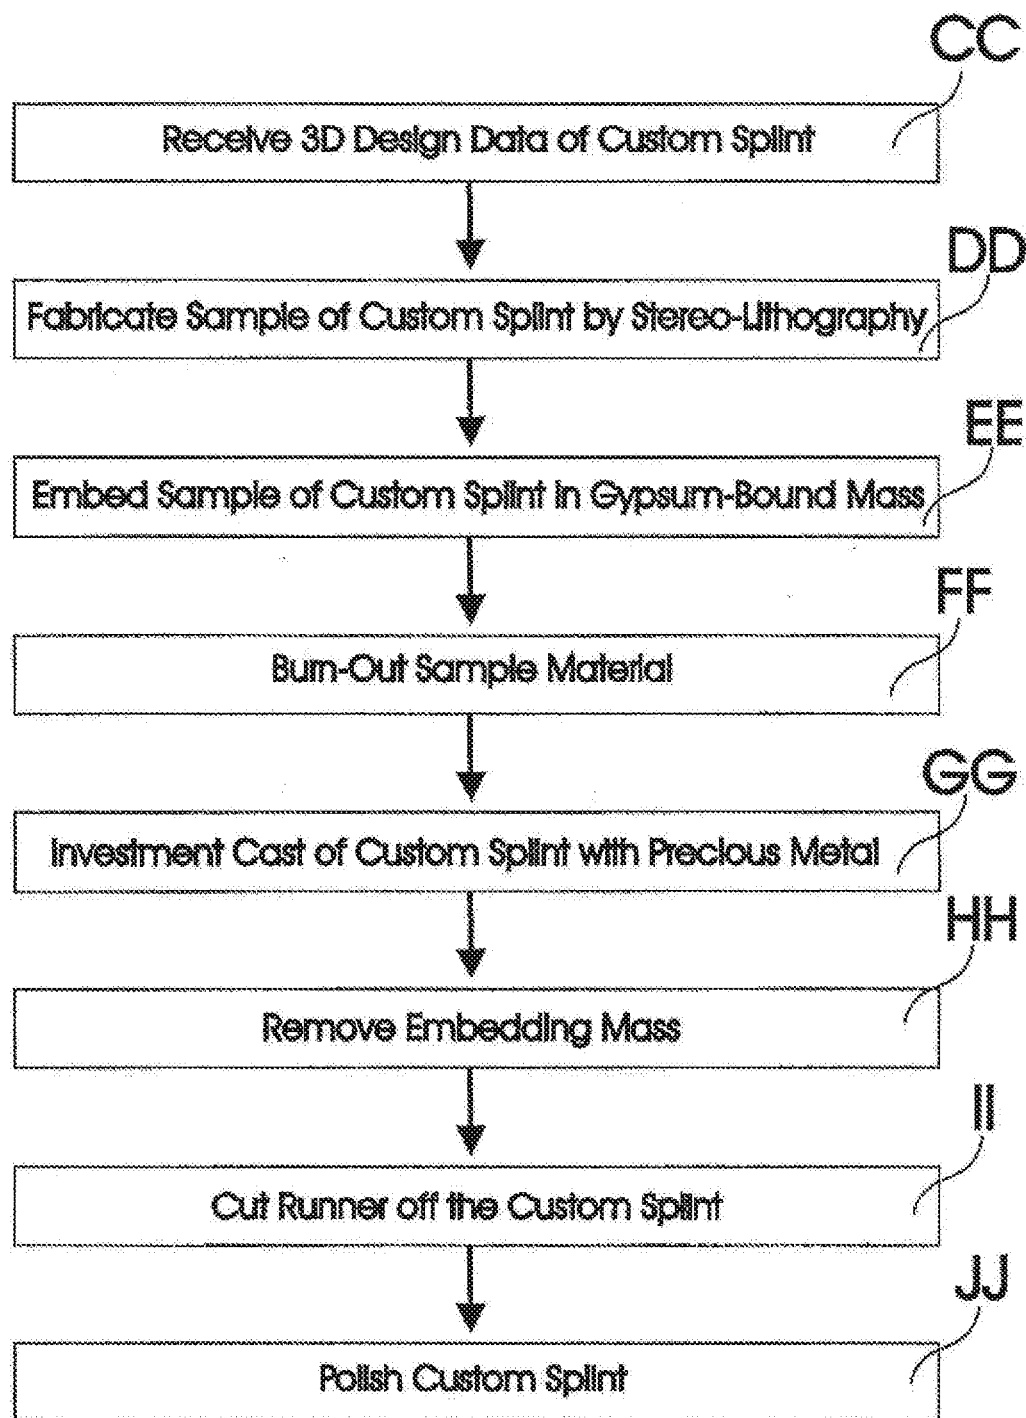 CC
Receive 3D Design Data of Custom Splint
DD
Fabricate Sample of Custom Splint by Stereo-Lithography
EE
Embed Sample of Custom Splint in Gypsum-Bound Mass
FF
Burn-Out Sample Material
GG
Investment Cast of Custom Splint with Precious Metal
HH
Remove Embedding Mass
II
Cut Runner off the Custom Splint
JJ
Polish Custom Splint